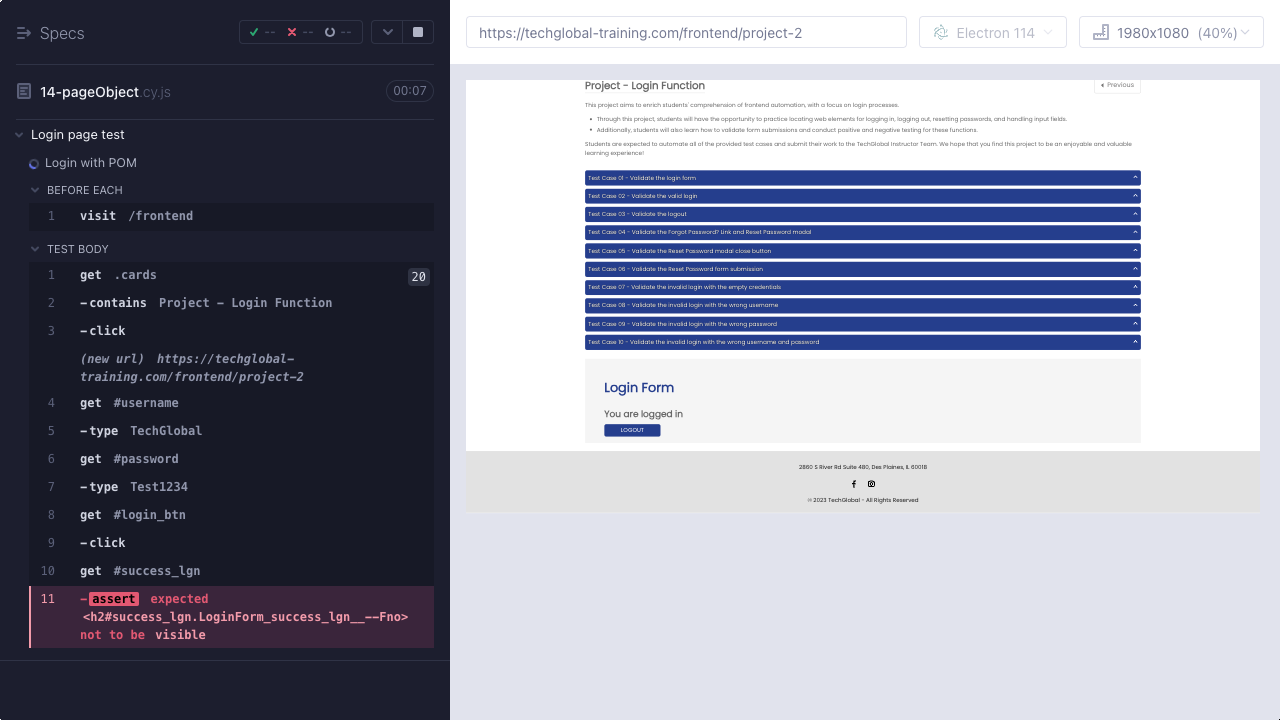 Specs
-- -- --
14-pageObject.cy.js
00:07
Login page test
Login with POM
BEFORE EACH
1 visit /frontend
TEST BODY
1 get .cards 20
2 -contains Project - Login Function
3 -click
(new url) https://techglobal-
training.com/frontend/project-2
4 get #username
5 -type TechGlobal
6 get #password
7 -type Test1234
8 get #login_btn
9 -click
10 get #success_lgn
11 -assert expected
<h2#success_lgn.LoginForm_success_lgn__--Fno>
not to be visible
https://techglobal-training.com/frontend/project-2
Electron 114
1980x1080 (40%)
Project - Login Function
Previous
This project aims to enrich students' comprehension of front-end automation, with a focus on login processes.
• Through this project, students will have the opportunity to practice locating web elements for logging in, logging out, resetting passwords, and handling input fields.
• Additionally, students will also learn how to validate form submissions and conduct positive and negative testing for these functions.
Students are expected to automate all of the provided test cases and submit their work to the TechGlobal Instructor Team. We hope that you find this project to be an enjoyable and valuable
learning experience!
Test Case 01 - Validate the login form
Test Case 02 - Validate the valid login
Test Case 03 - Validate the logout
Test Case 04 - Validate the Forgot Password? Link and Reset Password modal
Test Case 05 - Validate the Reset Password modal close button
Test Case 06 - Validate the Reset Password form submission
Test Case 07 - Validate the invalid login with the empty credentials
Test Case 08 - Validate the invalid login with the wrong username
Test Case 09 - Validate the invalid login with the wrong password
Test Case 10 - Validate the invalid login with the wrong username and password
Login Form
You are logged in
LOGOUT
2860 S River Rd Suite 480, Des Plaines, IL 60018
© 2023 TechGlobal - All Rights Reserved